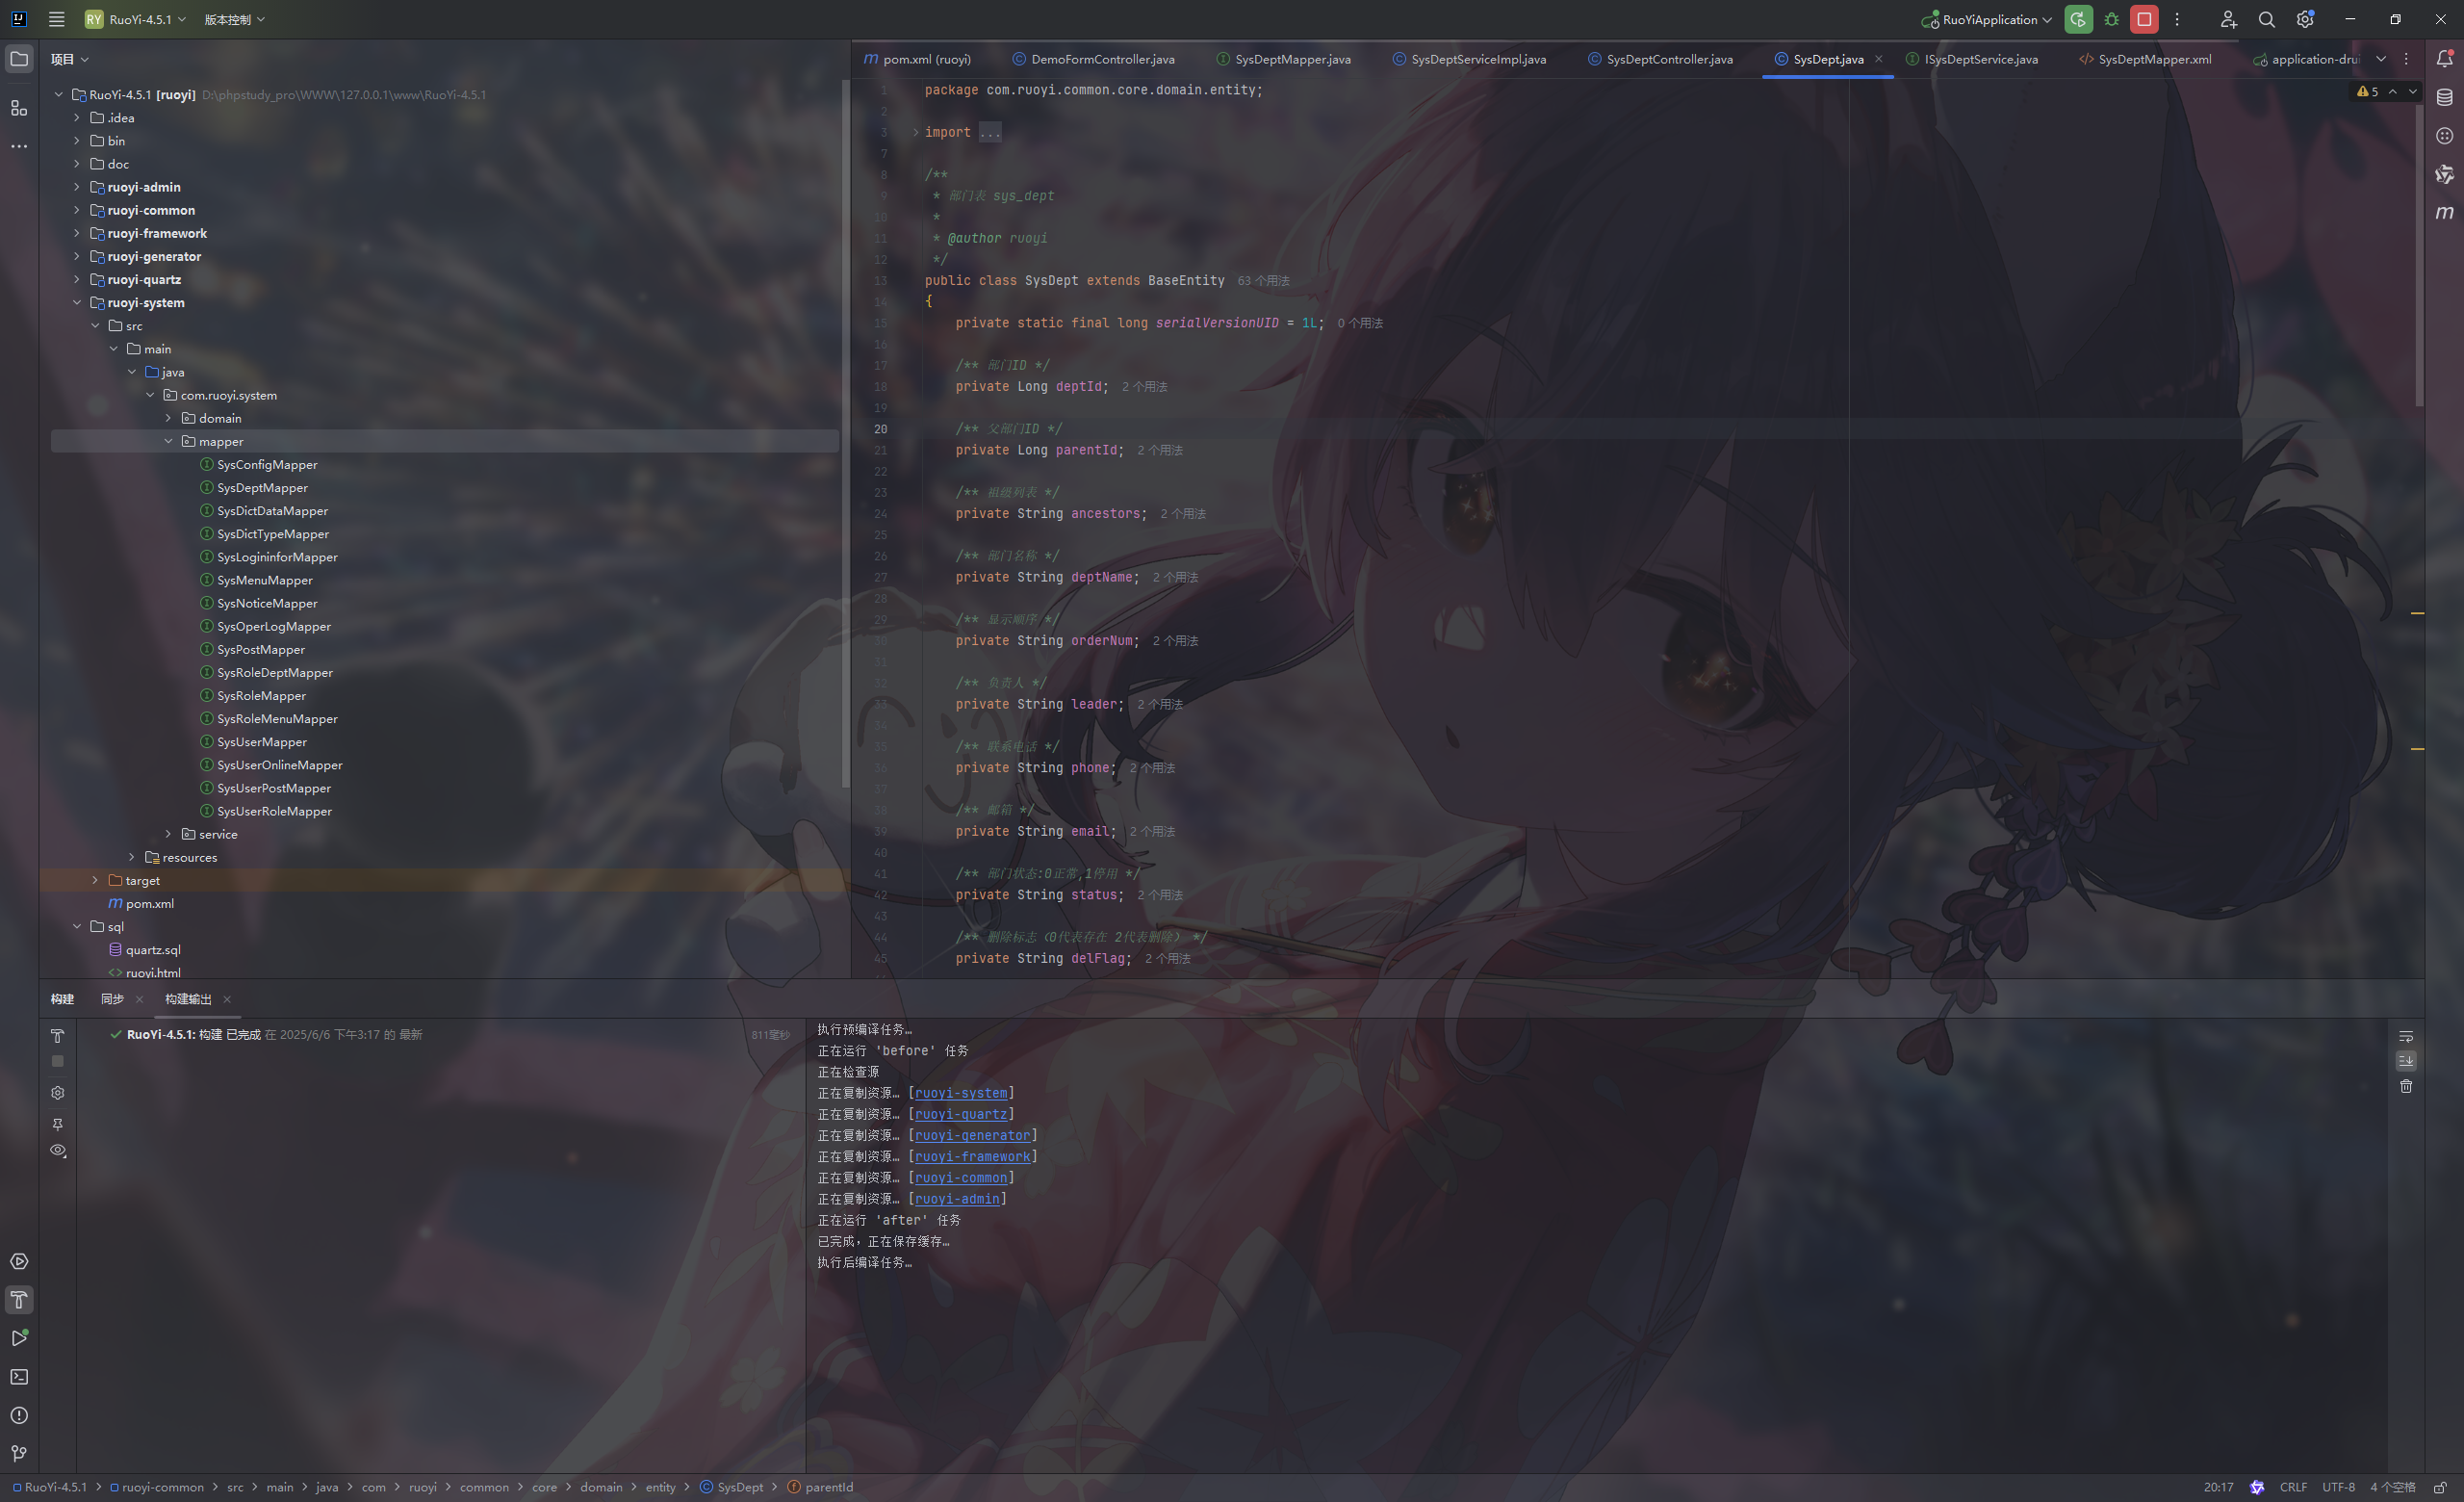 RY RuoYi-4.5.1 版本控制
RuoYiApplication
项目
RuoYi-4.5.1 [ruoyi] D:\phpstudy_pro\WWW\127.0.0.1\www\RuoYi-4.5.1
.idea
bin
doc
ruoyi-admin
ruoyi-common
ruoyi-framework
ruoyi-generator
ruoyi-quartz
ruoyi-system
src
main
java
com.ruoyi.system
domain
mapper
SysConfigMapper
SysDeptMapper
SysDictDataMapper
SysDictTypeMapper
SysLogininforMapper
SysMenuMapper
SysNoticeMapper
SysOperLogMapper
SysPostMapper
SysRoleDeptMapper
SysRoleMapper
SysRoleMenuMapper
SysUserMapper
SysUserOnlineMapper
SysUserPostMapper
SysUserRoleMapper
service
resources
target
pom.xml
sql
quartz.sql
ruoyi.html
pom.xml (ruoyi) DemoFormController.java SysDeptMapper.java SysDeptServiceImpl.java SysDeptController.java SysDept.java ISysDeptService.java SysDeptMapper.xml application-drui
5
1 package com.ruoyi.common.core.domain.entity;
2
3 import ...
7
8 /**
9 * 部门表 sys_dept
10 *
11 * @author ruoyi
12 */
13 public class SysDept extends BaseEntity 63 个用法
14 {
15 private static final long serialVersionUID = 1L; 0 个用法
16
17 /** 部门ID */
18 private Long deptId; 2 个用法
19
20 /** 父部门ID */
21 private Long parentId; 2 个用法
22
23 /** 祖级列表 */
24 private String ancestors; 2 个用法
25
26 /** 部门名称 */
27 private String deptName; 2 个用法
28
29 /** 显示顺序 */
30 private String orderNum; 2 个用法
31
32 /** 负责人 */
33 private String leader; 2 个用法
34
35 /** 联系电话 */
36 private String phone; 2 个用法
37
38 /** 邮箱 */
39 private String email; 2 个用法
40
41 /** 部门状态:0正常,1停用 */
42 private String status; 2 个用法
43
44 /** 删除标志（0代表存在 2代表删除） */
45 private String delFlag; 2 个用法
构建 同步 构建输出
RuoYi-4.5.1: 构建 已完成 在 2025/6/6 下午3:17 的 最新 811毫秒
执行预编译任务…
正在运行 'before' 任务
正在检查源
正在复制资源… [ruoyi-system]
正在复制资源… [ruoyi-quartz]
正在复制资源… [ruoyi-generator]
正在复制资源… [ruoyi-framework]
正在复制资源… [ruoyi-common]
正在复制资源… [ruoyi-admin]
正在运行 'after' 任务
已完成，正在保存缓存…
执行后编译任务…
RuoYi-4.5.1 > ruoyi-common > src > main > java > com > ruoyi > common > core > domain > entity > SysDept > parentId
20:17 CRLF UTF-8 4 个空格